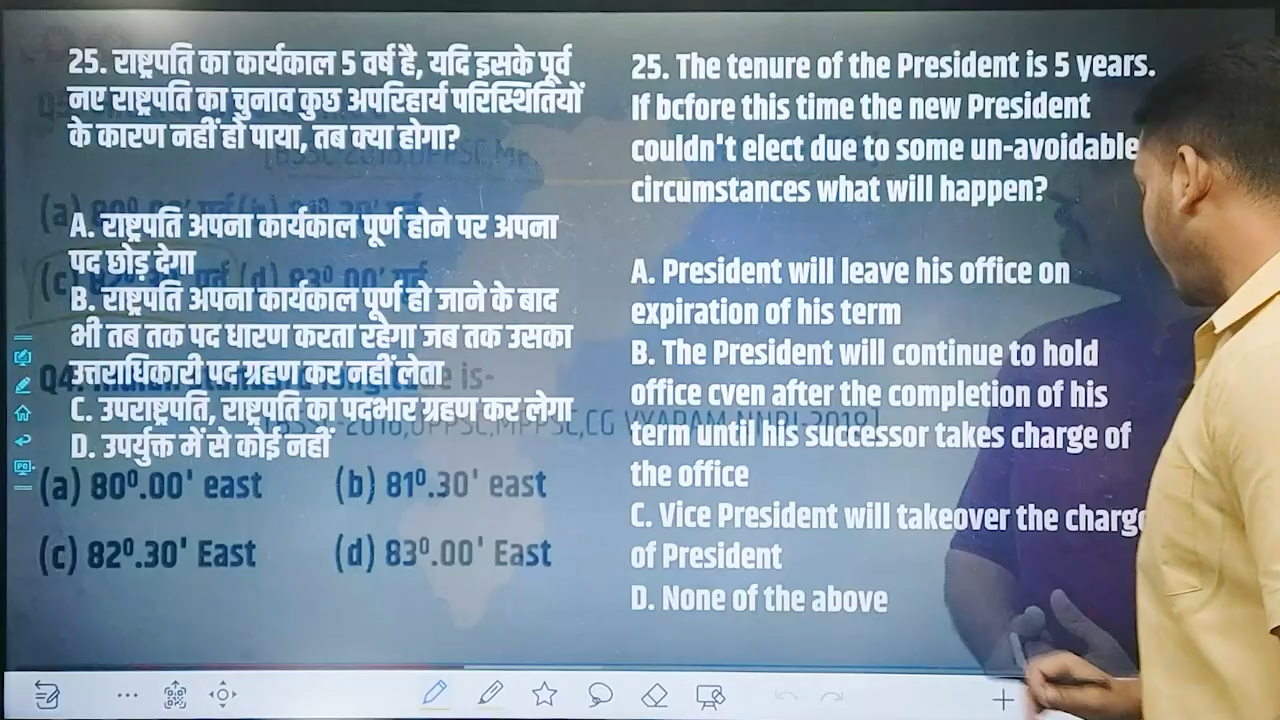 25. राष्ट्रपति का कार्यकाल 5 वर्ष है, यदि इसके पूर्व
नए राष्ट्रपति का चुनाव कुछ अपरिहार्य परिस्थितियों
के कारण नहीं हो पाया, तब क्या होगा?
A. राष्ट्रपति अपना कार्यकाल पूर्ण होने पर अपना
पद छोड़ देगा
B. राष्ट्रपति अपना कार्यकाल पूर्ण हो जाने के बाद
भी तब तक पद धारण करता रहेगा जब तक उसका
उत्तराधिकारी पद ग्रहण कर नहीं लेता
C. उपराष्ट्रपति, राष्ट्रपति का पदभार ग्रहण कर लेगा
D. उपर्युक्त में से कोई नहीं
(a) 80⁰.00' east (b) 81⁰.30' east
(c) 82⁰.30' East (d) 83⁰.00' East
25. The tenure of the President is 5 years.
If bcfore this time the new President
couldn't elect due to some un-avoidable
circumstances what will happen?
A. President will leave his office on
expiration of his term
B. The President will continue to hold
office cven after the completion of his
term until his successor takes charge of
the office
C. Vice President will takeover the charge
of President
D. None of the above